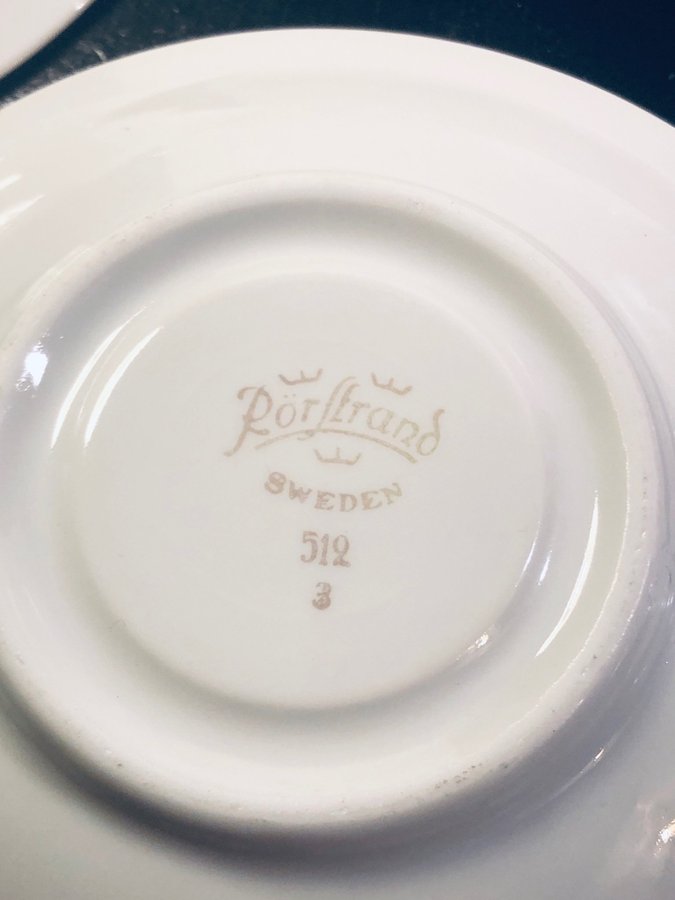 Rörstrand
SWEDEN
512
3